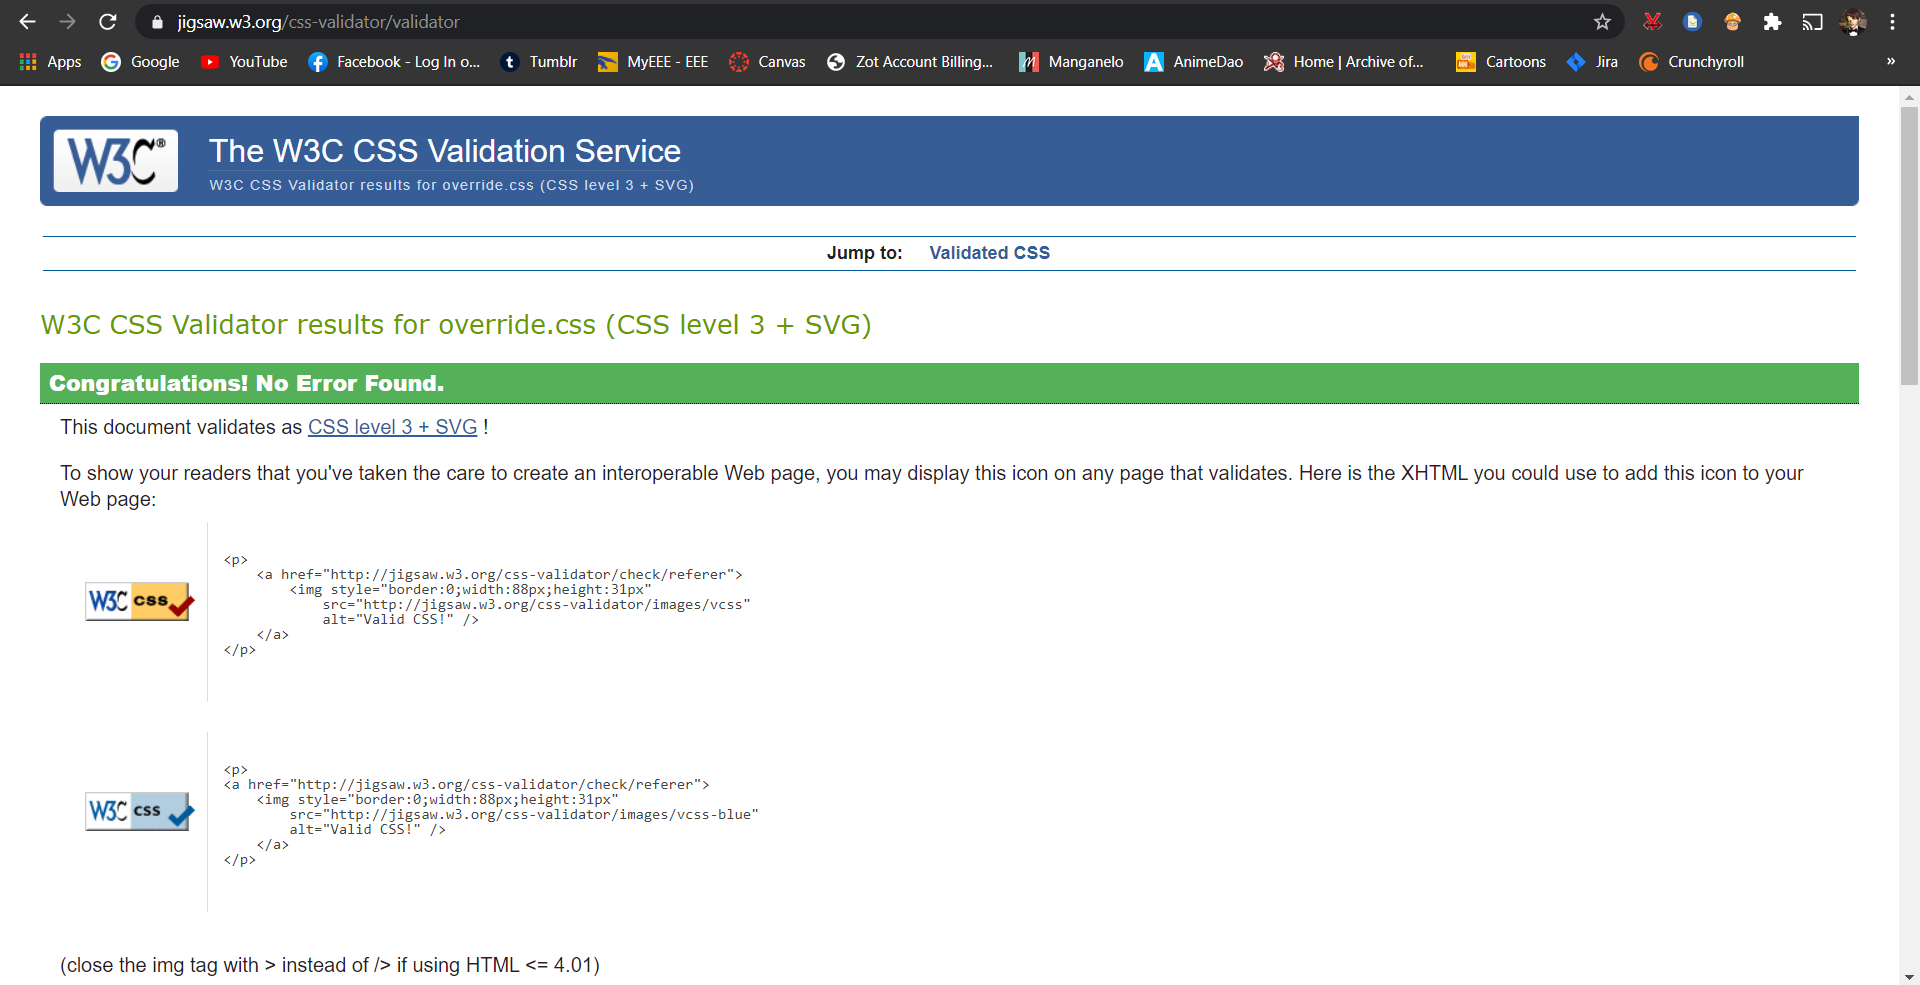 jigsaw.w3.org/css-validator/validator
Apps Google YouTube Facebook - Log In o... Tumblr MyEEE - EEE Canvas Zot Account Billing... Manganelo AnimeDao Home | Archive of... Cartoons Jira Crunchyroll »
W3C®
The W3C CSS Validation Service
W3C CSS Validator results for override.css (CSS level 3 + SVG)
Jump to: Validated CSS
W3C CSS Validator results for override.css (CSS level 3 + SVG)
Congratulations! No Error Found.
This document validates as CSS level 3 + SVG !
To show your readers that you've taken the care to create an interoperable Web page, you may display this icon on any page that validates. Here is the XHTML you could use to add this icon to your
Web page:
W3C css
<p>
    <a href="http://jigsaw.w3.org/css-validator/check/referer">
        <img style="border:0;width:88px;height:31px"
            src="http://jigsaw.w3.org/css-validator/images/vcss"
            alt="Valid CSS!" />
    </a>
</p>
W3C css
<p>
<a href="http://jigsaw.w3.org/css-validator/check/referer">
    <img style="border:0;width:88px;height:31px"
        src="http://jigsaw.w3.org/css-validator/images/vcss-blue"
        alt="Valid CSS!" />
    </a>
</p>
(close the img tag with > instead of /> if using HTML <= 4.01)